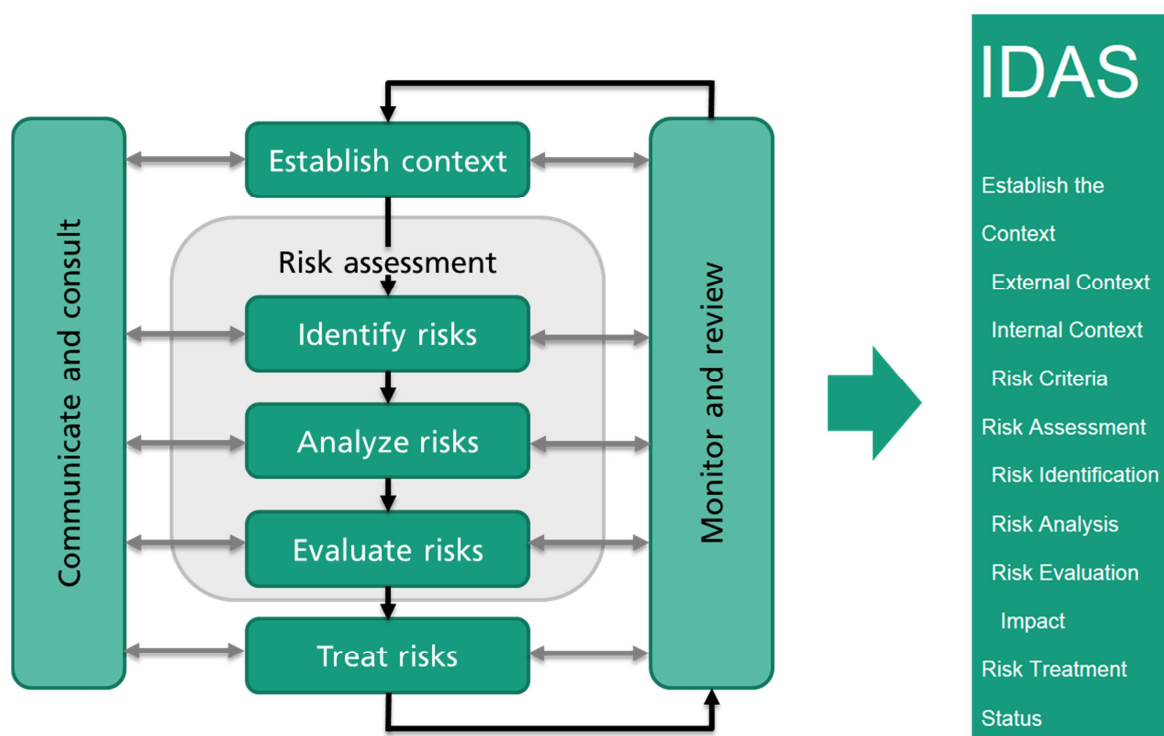 Communicate and consult
Establish context
Risk assessment
Identify risks
Analyze risks
Evaluate risks
Treat risks
Monitor and review
IDAS
Establish the
Context
External Context
Internal Context
Risk Criteria
Risk Assessment
Risk Identification
Risk Analysis
Risk Evaluation
Impact
Risk Treatment
Status